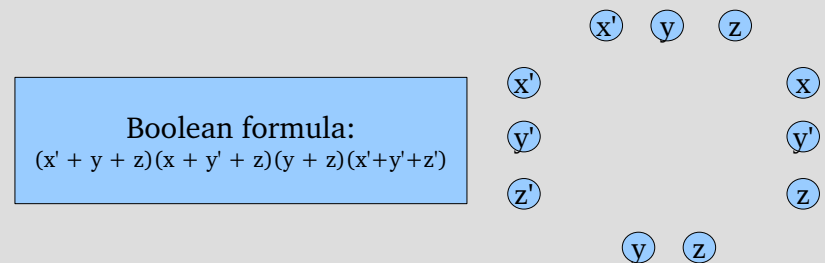 x' y z
Boolean formula:
(x' + y + z)(x + y' + z)(y + z)(x'+y'+z')
x' x
y' y'
z' z
y z